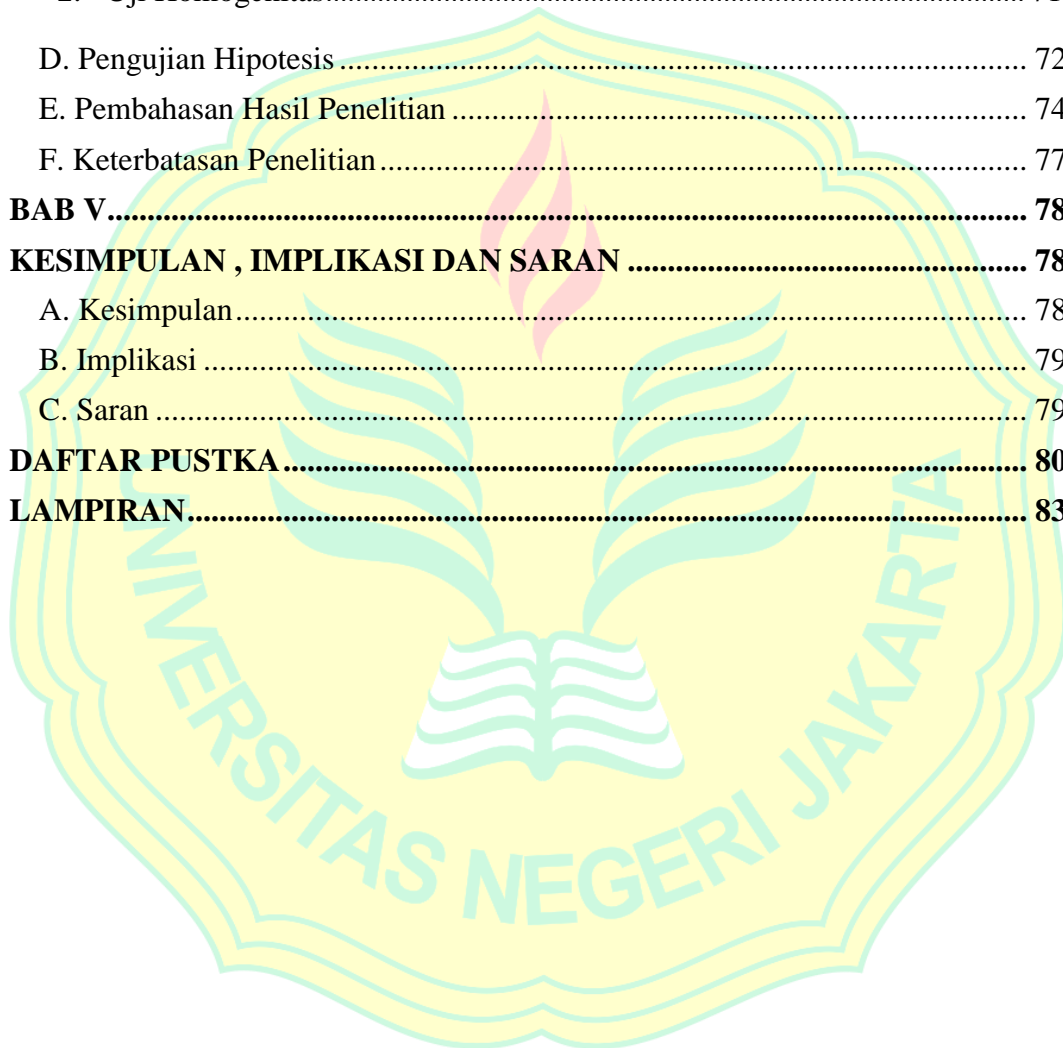 D. Pengujian Hipotesis ........ 72
E. Pembahasan Hasil Penelitian ........ 74
F. Keterbatasan Penelitian ........ 77
BAB V ........ 78
KESIMPULAN , IMPLIKASI DAN SARAN ........ 78
A. Kesimpulan ........ 78
B. Implikasi ........ 79
C. Saran ........ 79
DAFTAR PUSTKA ........ 80
LAMPIRAN ........ 83
UNIVERSITAS NEGERI JAKARTA